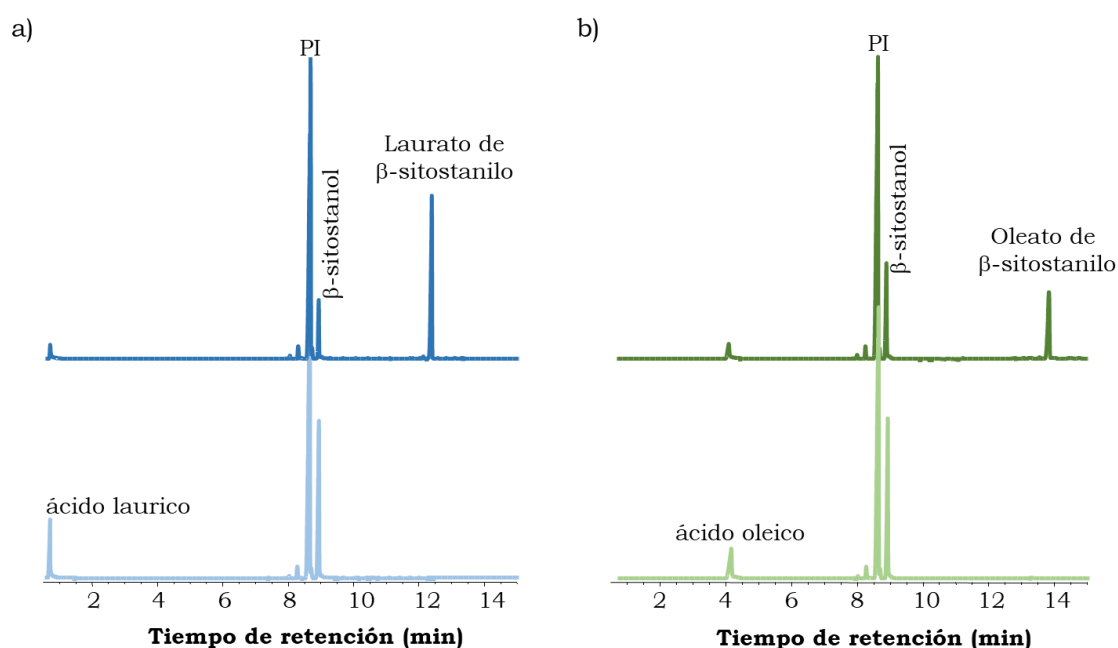 a)
PI
Laurato de
β-sitostanilo
β-sitostanol
ácido laurico
2 4 6 8 10 12 14
Tiempo de retención (min)
b)
PI
β-sitostanol
Oleato de
β-sitostanilo
ácido oleico
2 4 6 8 10 12 14
Tiempo de retención (min)